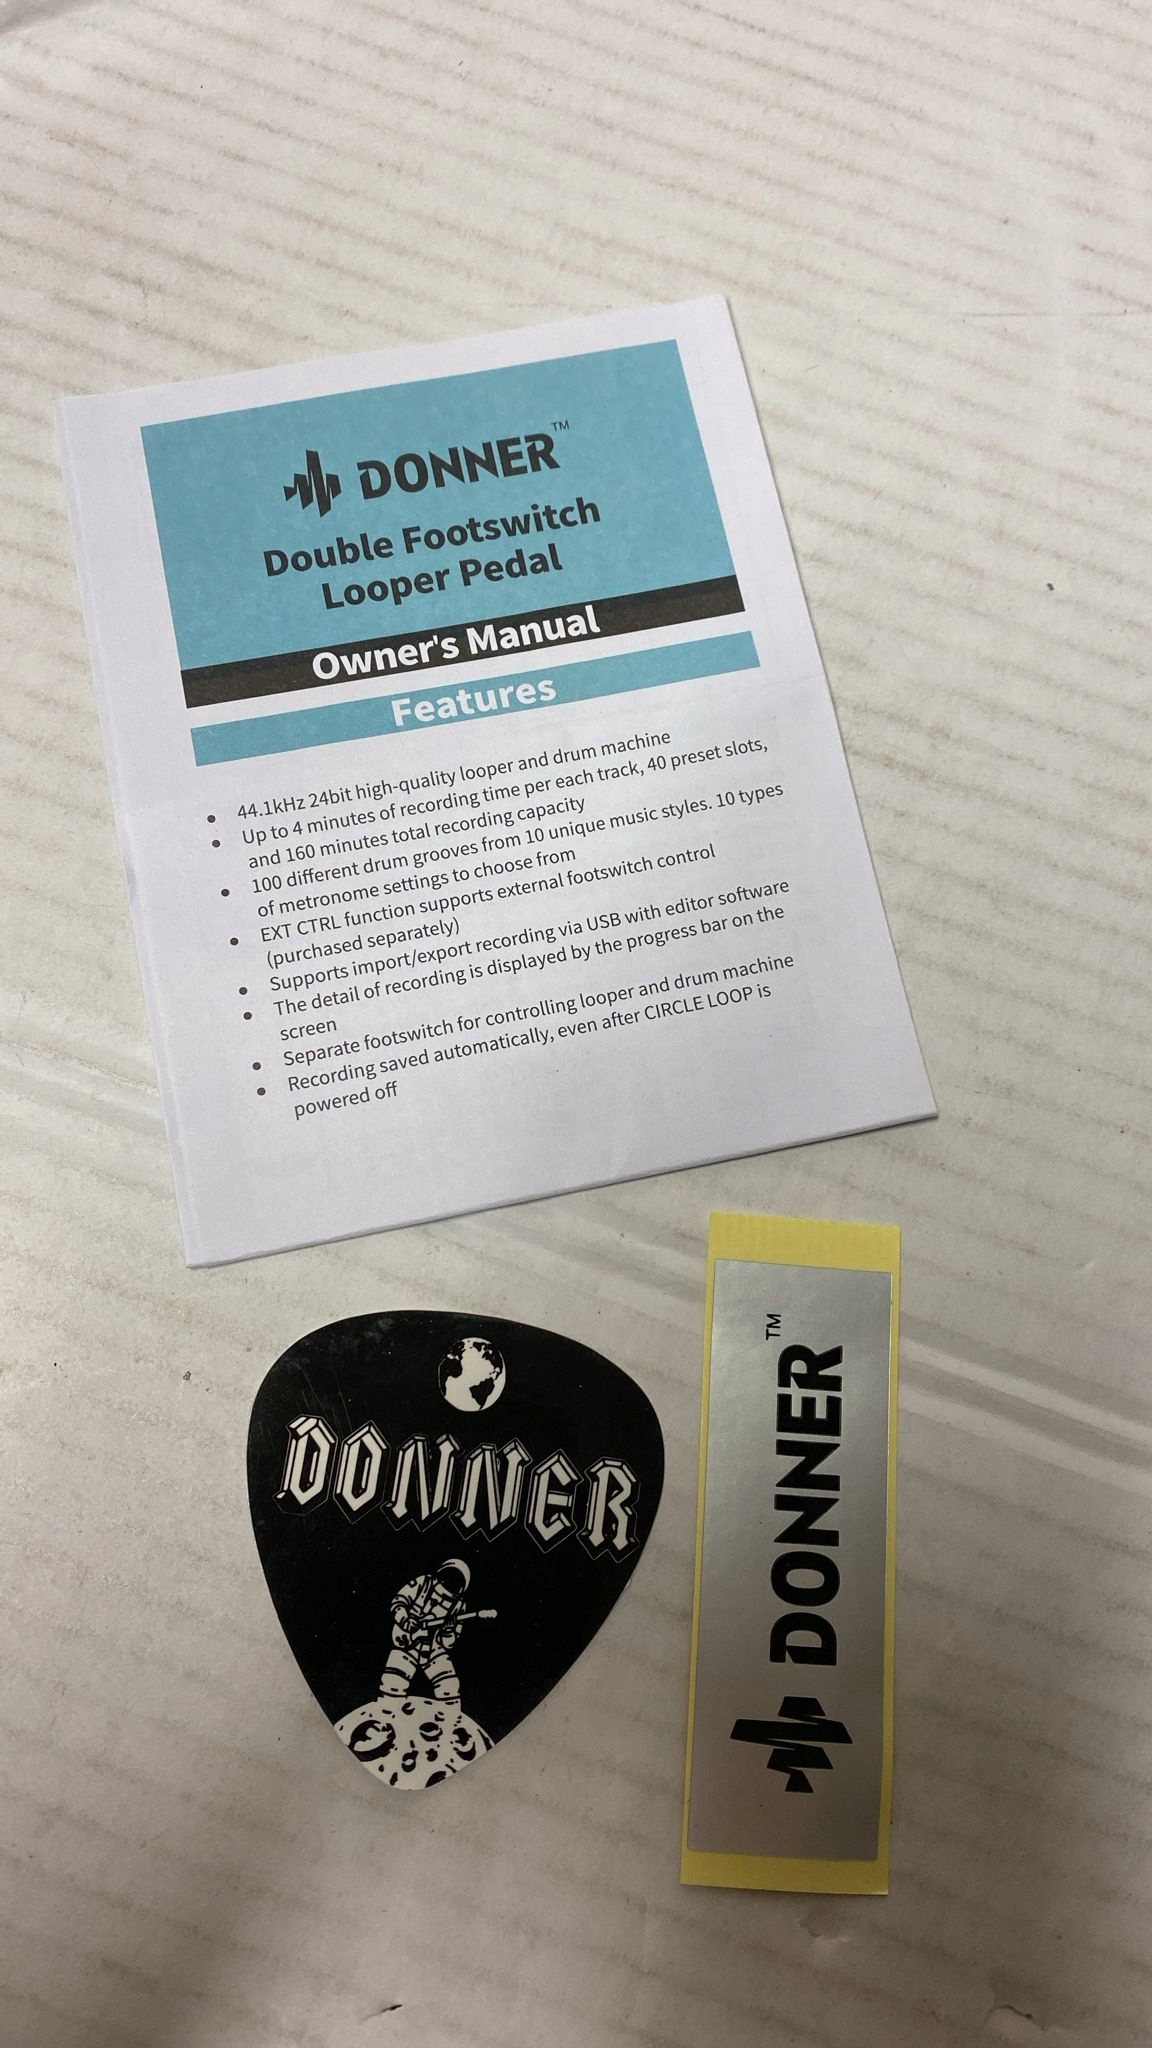 DONNER™
Double Footswitch
Looper Pedal
Owner's Manual
Features
• 44.1kHz 24bit high-quality looper and drum machine
• Up to 4 minutes of recording time per each track, 40 preset slots,
and 160 minutes total recording capacity
• 100 different drum grooves from 10 unique music styles. 10 types
of metronome settings to choose from
• EXT CTRL function supports external footswitch control
(purchased separately)
• Supports import/export recording via USB with editor software
• The detail of recording is displayed by the progress bar on the
screen
• Separate footswitch for controlling looper and drum machine
• Recording saved automatically, even after CIRCLE LOOP is
powered off
DONNER
DONNER™